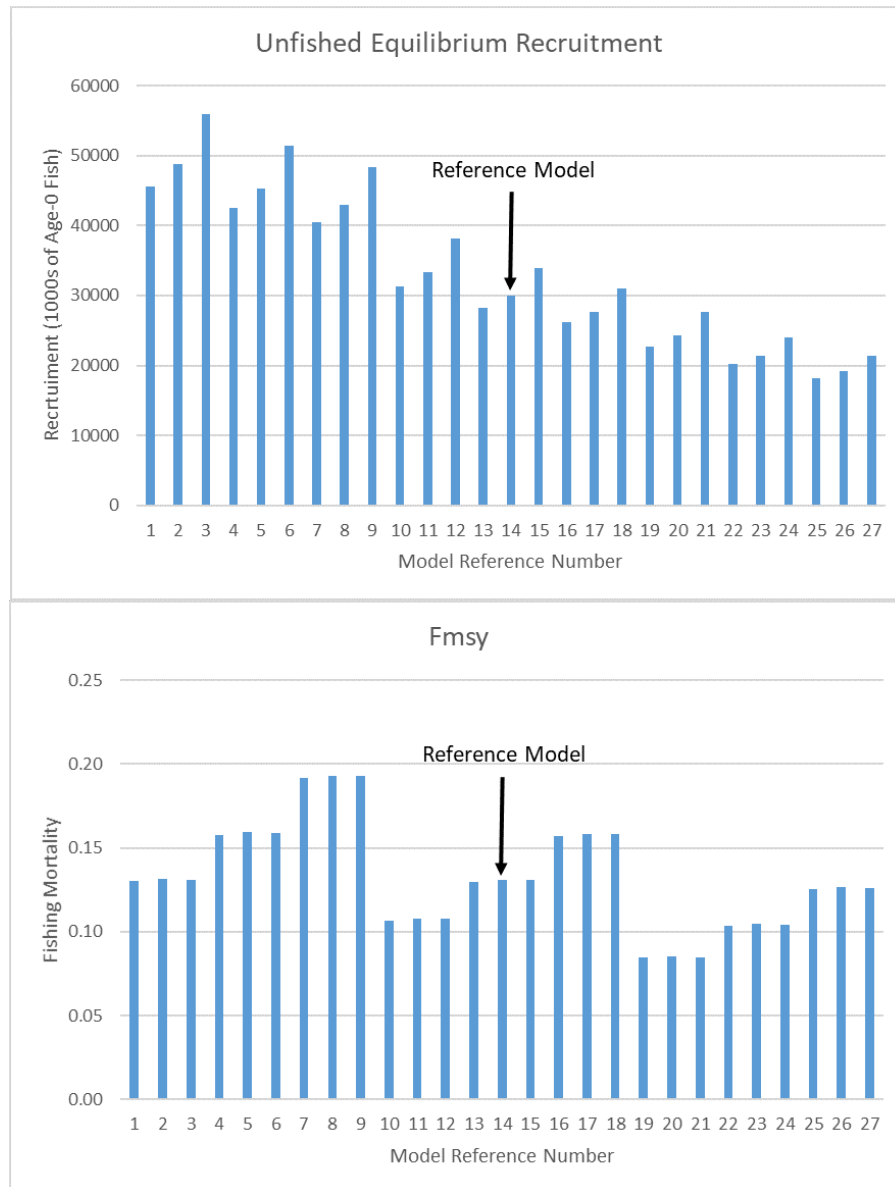 Unfished Equilibrium Recruitment
60000
50000
40000
30000
20000
10000
0
Recrtuiment (1000s of Age-0 Fish)
Reference Model
1 2 3 4 5 6 7 8 9 10 11 12 13 14 15 16 17 18 19 20 21 22 23 24 25 26 27
Model Reference Number
Fmsy
0.25
0.20
0.15
0.10
0.05
0.00
Fishing Mortality
Reference Model
1 2 3 4 5 6 7 8 9 10 11 12 13 14 15 16 17 18 19 20 21 22 23 24 25 26 27
Model Reference Number